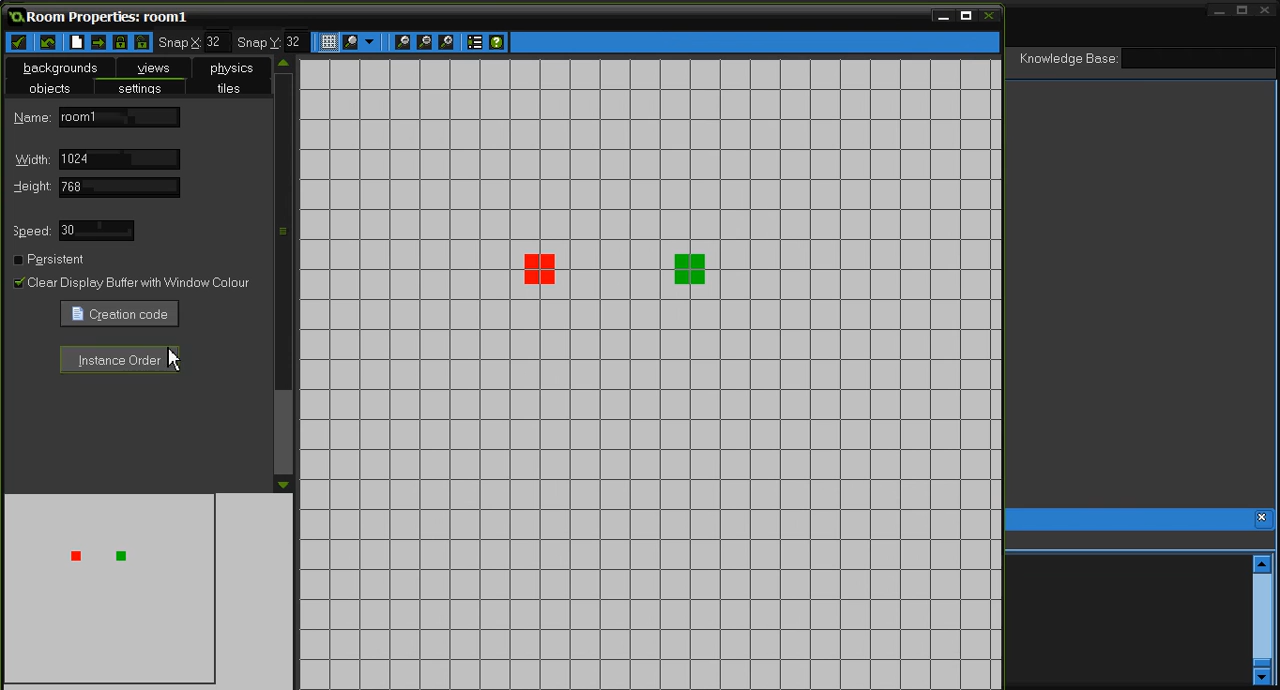 Room Properties: room1
Snap X: 32 Snap Y: 32
Knowledge Base:
backgrounds views physics
objects settings tiles
Name: room1
Width: 1024
Height: 768
Speed: 30
Persistent
Clear Display Buffer with Window Colour
Creation code
Instance Order